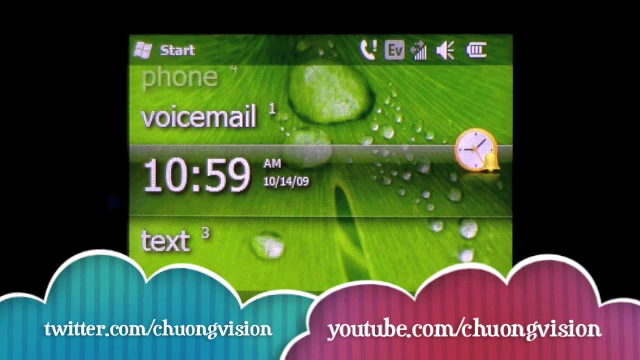 Start
Ev
phone 4
voicemail 1
10:59 AM
10/14/09
text 3
twitter.com/chuongvision
youtube.com/chuongvision